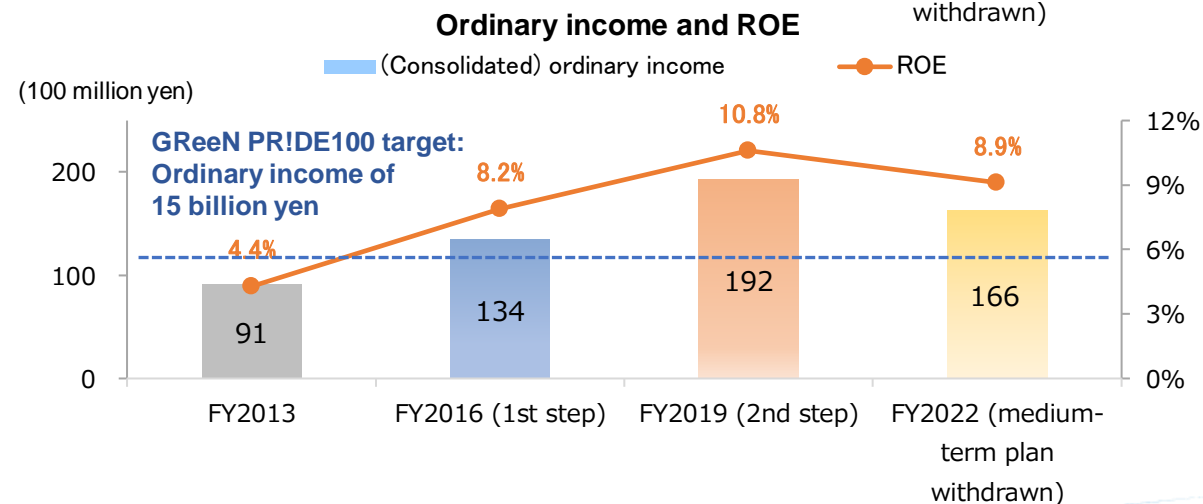 withdrawn)
Ordinary income and ROE
(Consolidated) ordinary income
ROE
(100 million yen)
GReeN PR!DE100 target:
Ordinary income of
15 billion yen
200
100
0
12%
9%
6%
3%
0%
4.4%
8.2%
10.8%
8.9%
91
134
192
166
FY2013
FY2016 (1st step)
FY2019 (2nd step)
FY2022 (medium-
term plan
withdrawn)